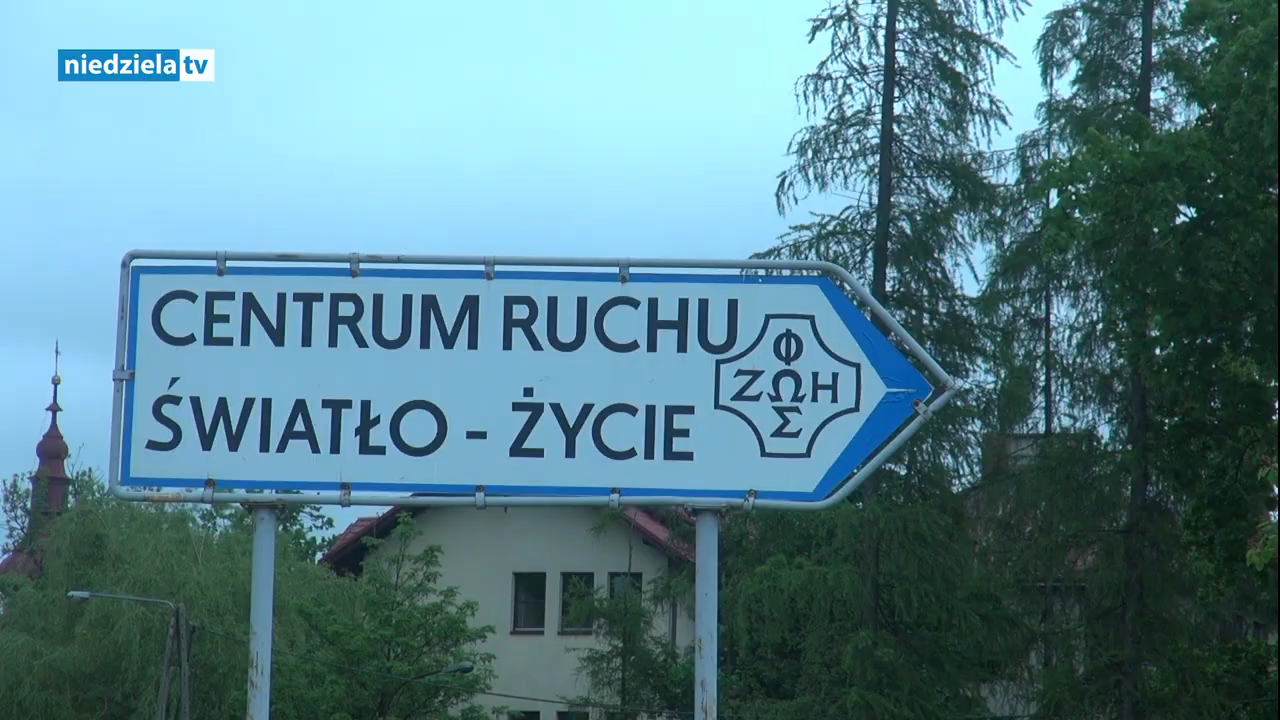 niedziela tv
CENTRUM RUCHU
ŚWIATŁO - ŻYCIE
Φ
ΖΩΗ
Σ